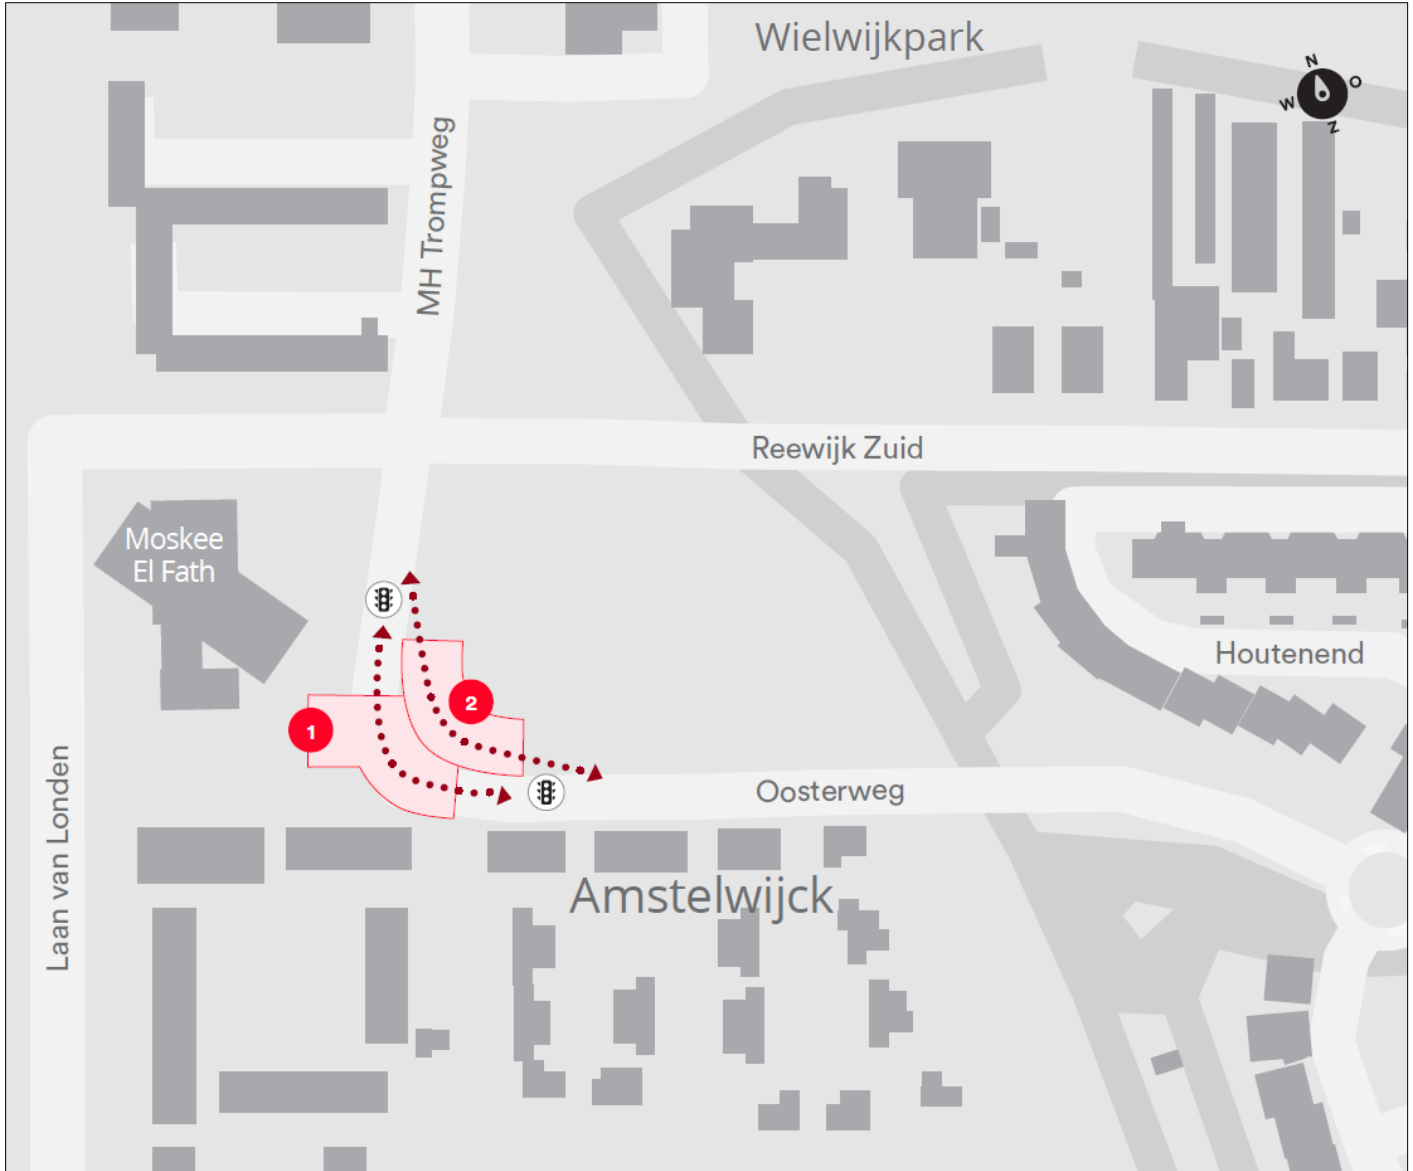 Wielwijkpark
N
O
W
Z
MH Trompweg
Reewijk Zuid
Moskee
El Fath
Houtenend
1
2
Oosterweg
Laan van Londen
Amstelwijck